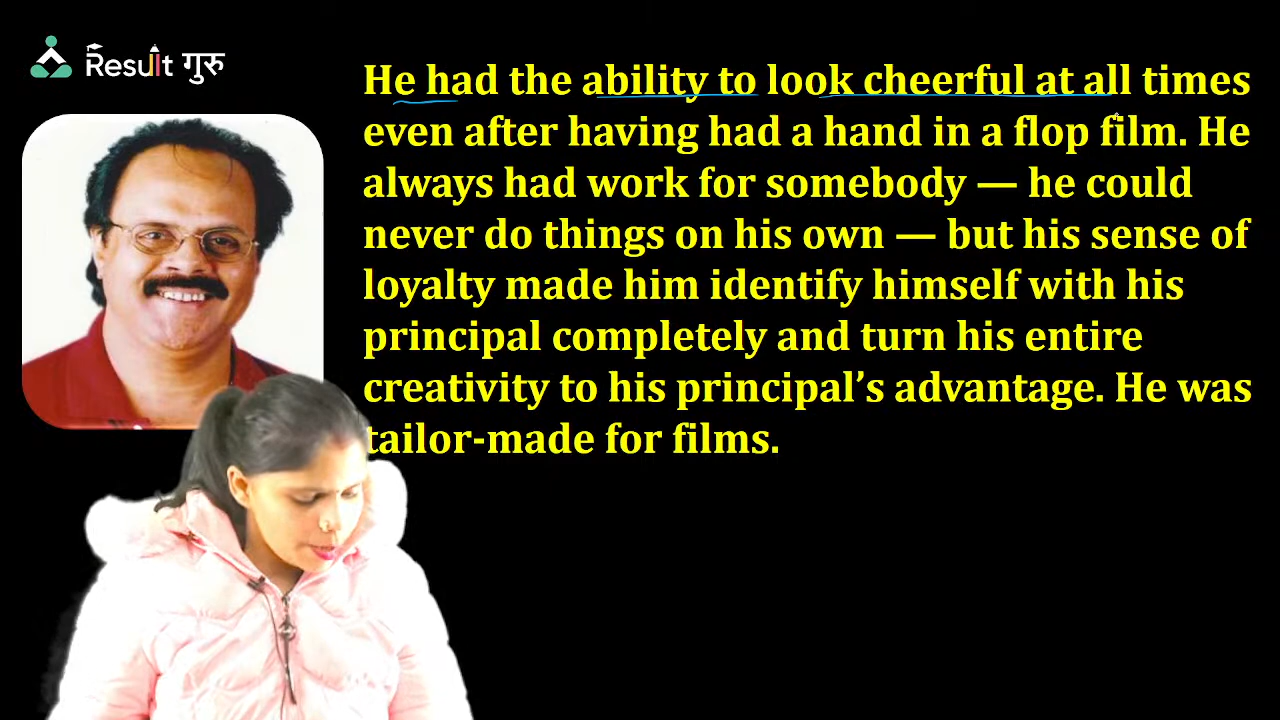 Result गुरु
He had the ability to look cheerful at all times
even after having had a hand in a flop film. He
always had work for somebody — he could
never do things on his own — but his sense of
loyalty made him identify himself with his
principal completely and turn his entire
creativity to his principal’s advantage. He was
tailor-made for films.